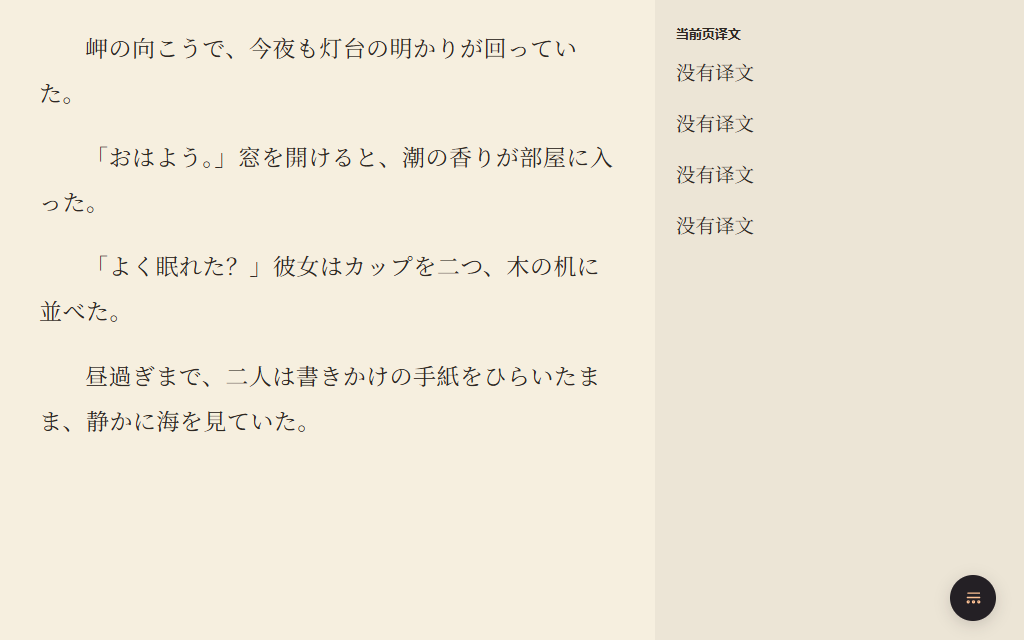 岬の向こうで、今夜も灯台の明かりが回ってい
た。
「おはよう。」窓を開けると、潮の香りが部屋に入
った。
「よく眠れた？」彼女はカップを二つ、木の机に
並べた。
昼過ぎまで、二人は書きかけの手紙をひらいたま
ま、静かに海を見ていた。
当前页译文
没有译文
没有译文
没有译文
没有译文